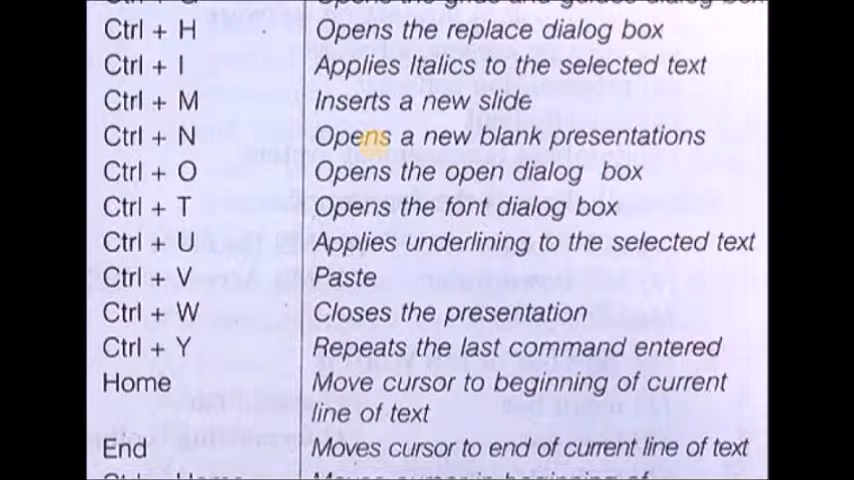 Ctrl + H Opens the replace dialog box
Ctrl + I Applies Italics to the selected text
Ctrl + M Inserts a new slide
Ctrl + N Opens a new blank presentations
Ctrl + O Opens the open dialog box
Ctrl + T Opens the font dialog box
Ctrl + U Applies underlining to the selected text
Ctrl + V Paste
Ctrl + W Closes the presentation
Ctrl + Y Repeats the last command entered
Home Move cursor to beginning of current
line of text
End Moves cursor to end of current line of text